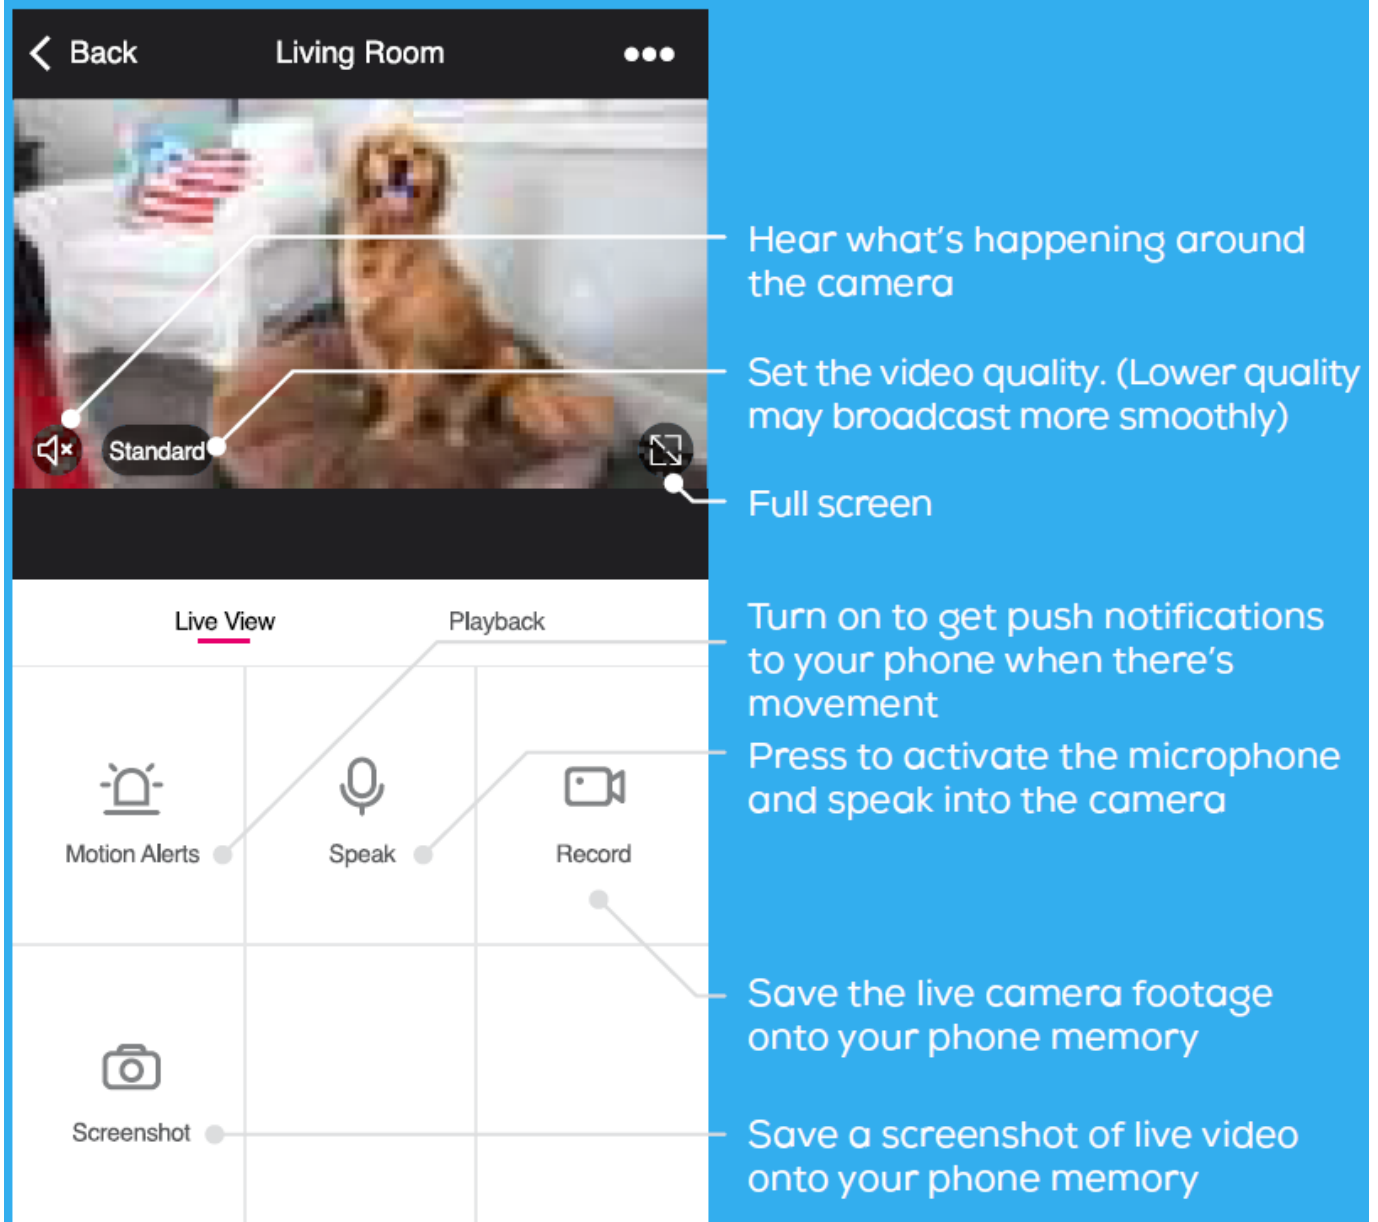 Back
Living Room
Standard
Hear what's happening around
the camera
Set the video quality. (Lower quality
may broadcast more smoothly)
Full screen
Live View
Playback
Turn on to get push notifications
to your phone when there's
movement
Motion Alerts
Speak
Record
Press to activate the microphone
and speak into the camera
Save the live camera footage
onto your phone memory
Screenshot
Save a screenshot of live video
onto your phone memory